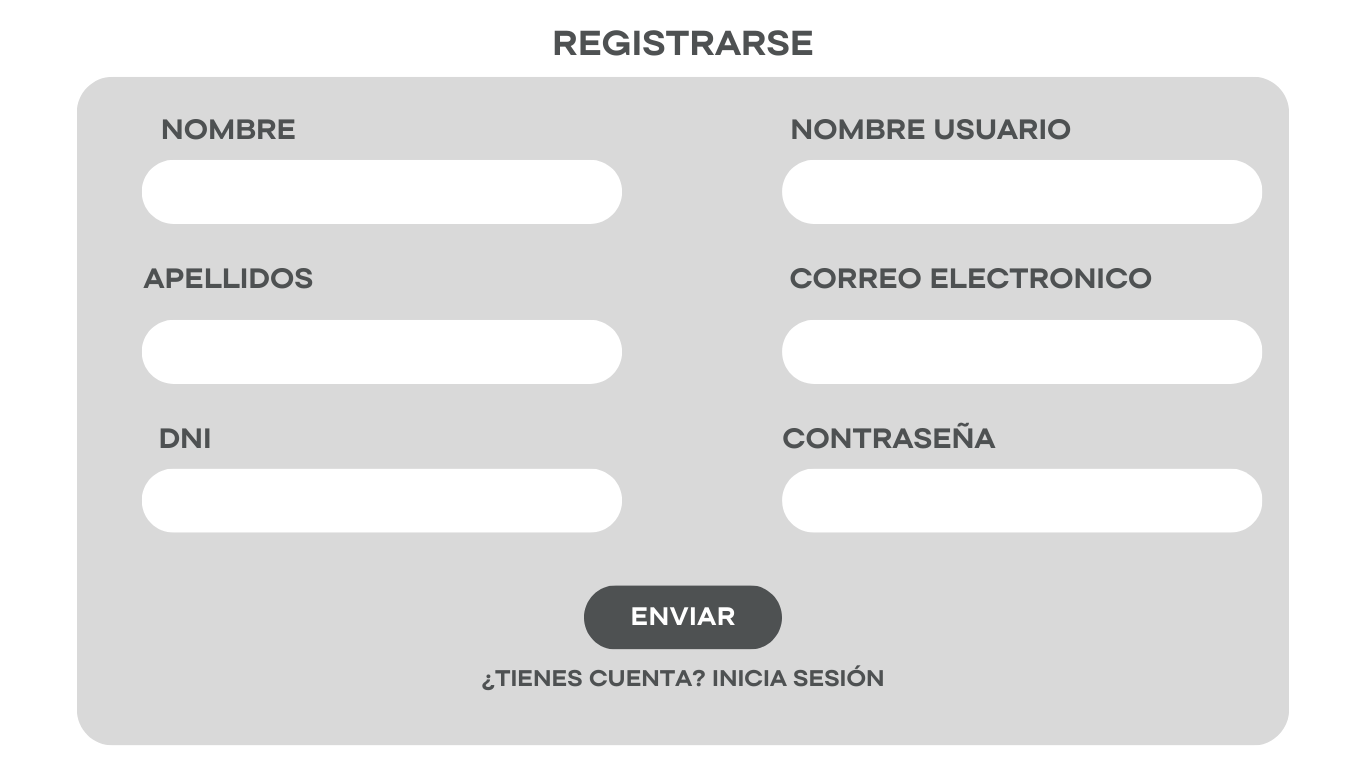 REGISTRARSE
NOMBRE
NOMBRE USUARIO
APELLIDOS
CORREO ELECTRONICO
DNI
CONTRASEÑA
ENVIAR
¿TIENES CUENTA? INICIA SESIÓN